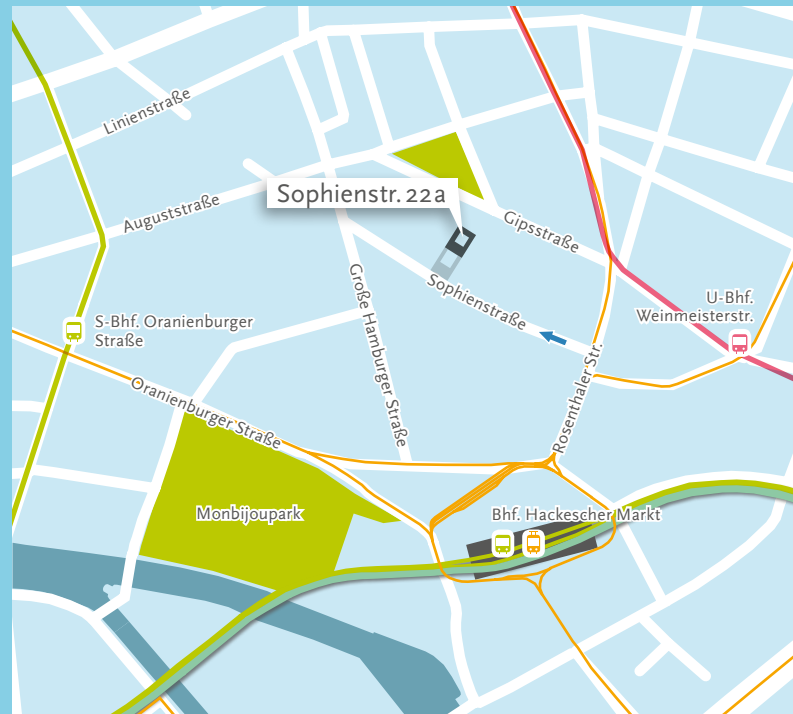 Linienstraße
Auguststraße
Sophienstr. 22a
Gipsstraße
Sophienstraße
Große Hamburger Straße
U-Bhf.
Weinmeisterstr.
S-Bhf. Oranienburger
Straße
Oranienburger Straße
Rosenthaler Str.
Monbijoupark
Bhf. Hackescher Markt